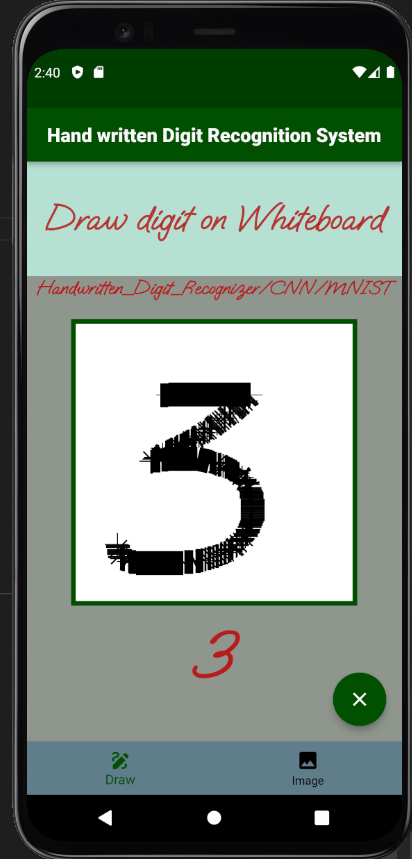 2:40
Hand written Digit Recognition System
Draw digit on Whiteboard
Handwritten_Digit_Recognizer/CNN/MNIST
3
3
Draw
Image